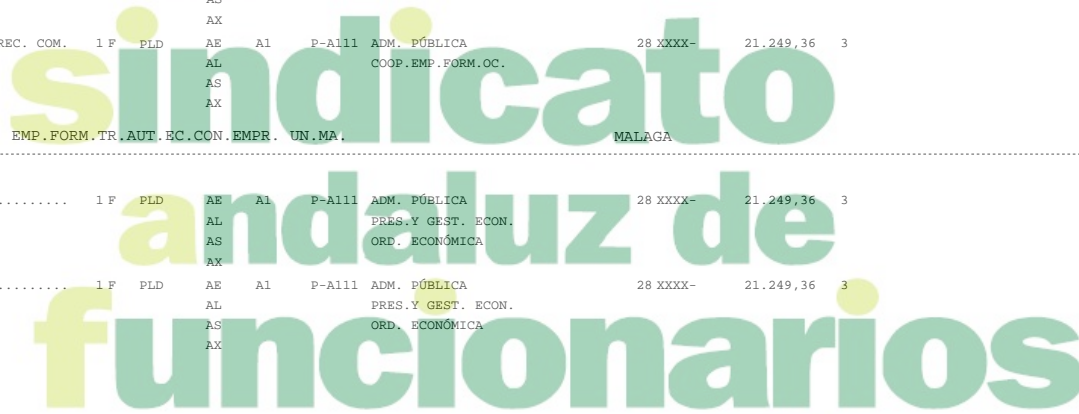 AS
AX
REC. COM. 1 F PLD AE A1 P-A111 ADM. PÚBLICA 28 XXXX- 21.249,36 3
AL COOP.EMP.FORM.OC.
AS
AX
sindicato
EMP.FORM.TR.AUT.EC.CON.EMPR. UN.MA. MALAGA
......... 1 F PLD AE A1 P-A111 ADM. PÚBLICA 28 XXXX- 21.249,36 3
AL PRES.Y GEST. ECON.
AS ORD. ECONÓMICA
AX
andaluz de
......... 1 F PLD AE A1 P-A111 ADM. PÚBLICA 28 XXXX- 21.249,36 3
AL PRES.Y GEST. ECON.
AS ORD. ECONÓMICA
AX
funcionarios